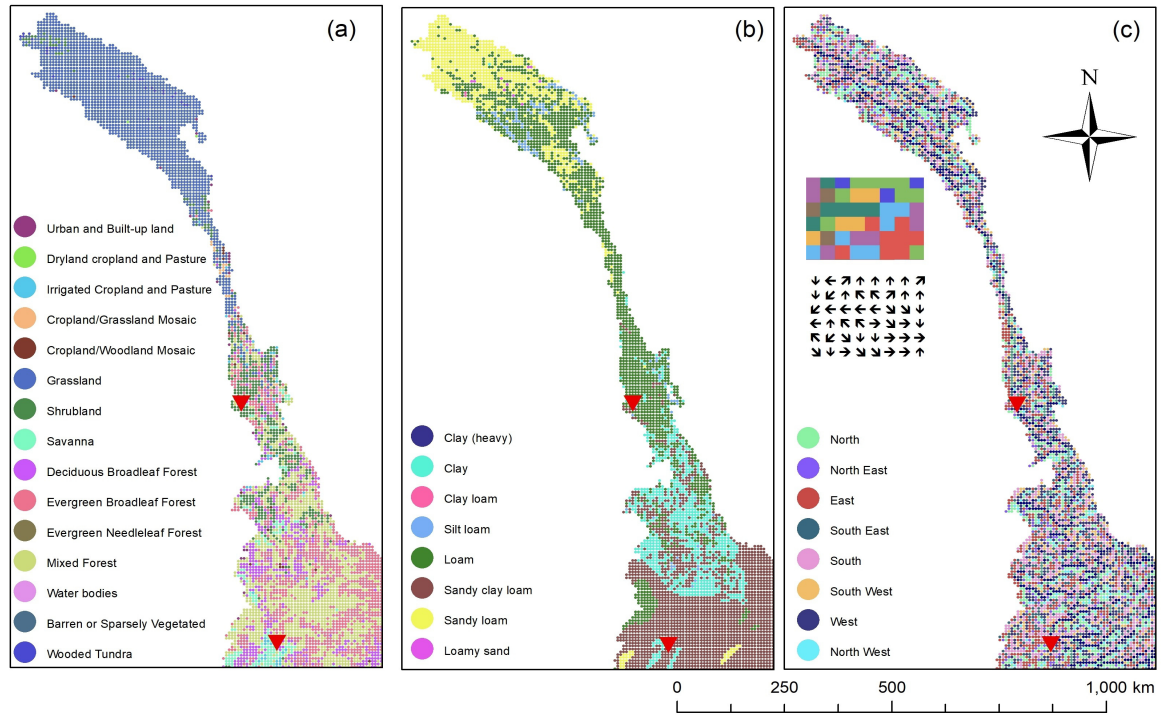 (a)
Urban and Built-up land
Dryland cropland and Pasture
Irrigated Cropland and Pasture
Cropland/Grassland Mosaic
Cropland/Woodland Mosaic
Grassland
Shrubland
Savanna
Deciduous Broadleaf Forest
Evergreen Broadleaf Forest
Evergreen Needleleaf Forest
Mixed Forest
Water bodies
Barren or Sparsely Vegetated
Wooded Tundra
(b)
Clay (heavy)
Clay
Clay loam
Silt loam
Loam
Sandy clay loam
Sandy loam
Loamy sand
(c)
N
North
North East
East
South East
South
South West
West
North West
0 250 500 1,000 km